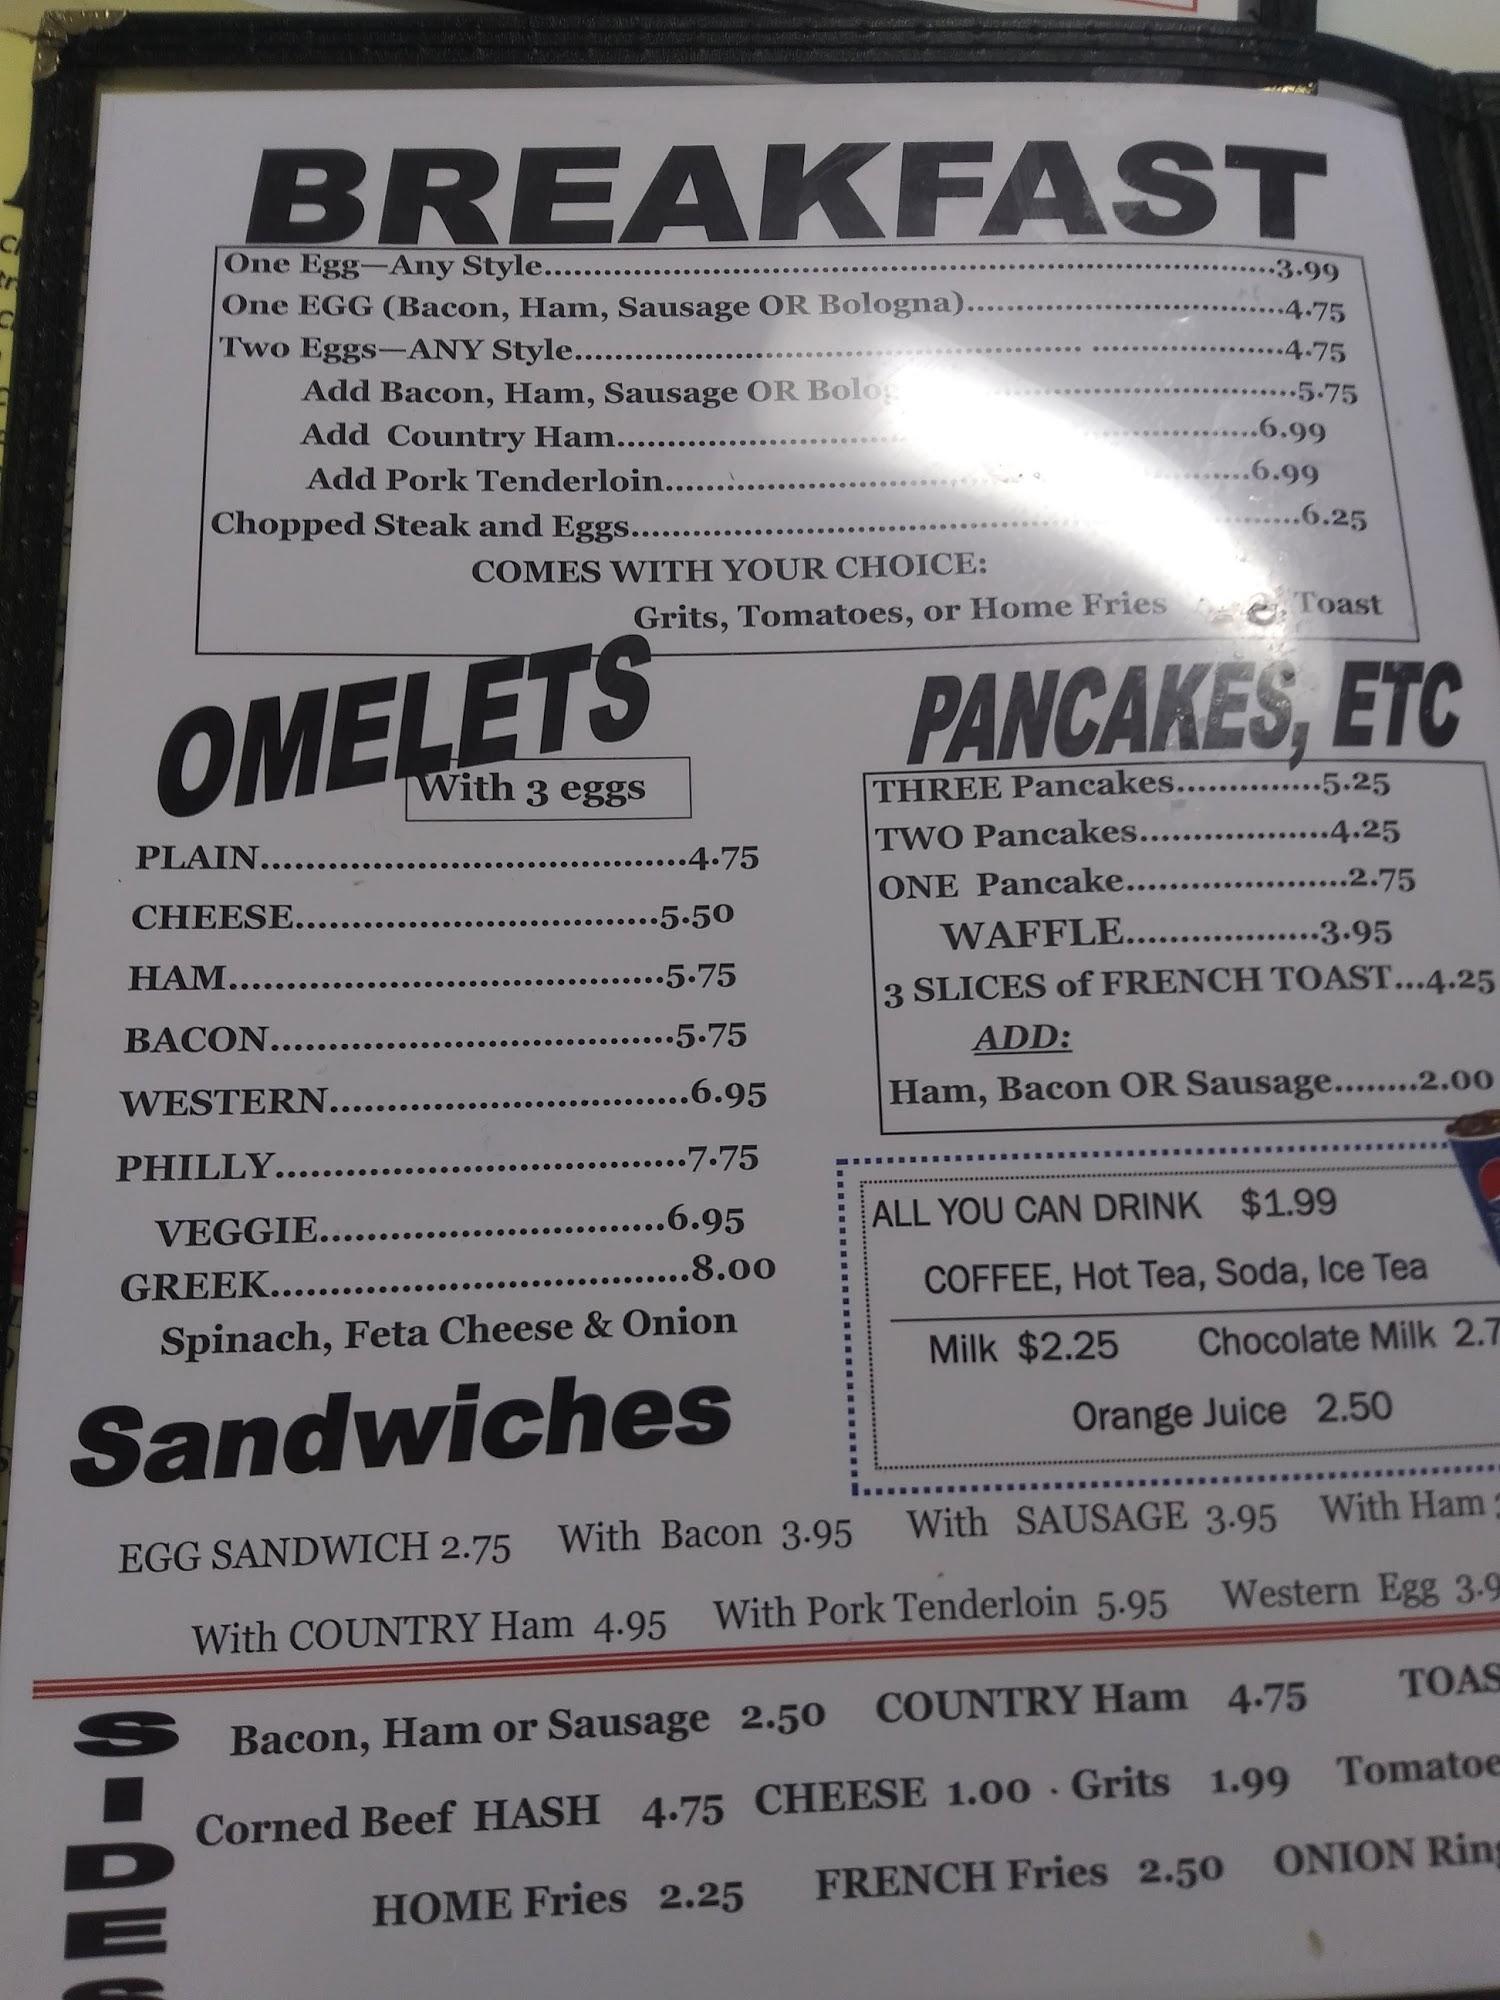 BREAKFAST
One Egg—Any Style....................3.99
One EGG (Bacon, Ham, Sausage OR Bologna)....................4.75
Two Eggs—ANY Style....................4.75
Add Bacon, Ham, Sausage OR Bolog....................5.75
Add Country Ham....................6.99
Add Pork Tenderloin....................6.99
Chopped Steak and Eggs....................6.25
COMES WITH YOUR CHOICE:
Grits, Tomatoes, or Home Fries & Toast
OMELETS
With 3 eggs
PLAIN....................4.75
CHEESE....................5.50
HAM....................5.75
BACON....................5.75
WESTERN....................6.95
PHILLY....................7.75
VEGGIE....................6.95
GREEK....................8.00
Spinach, Feta Cheese & Onion
PANCAKES, ETC
THREE Pancakes..............5.25
TWO Pancakes..................4.25
ONE Pancake.....................2.75
WAFFLE...................3.95
3 SLICES of FRENCH TOAST...4.25
ADD:
Ham, Bacon OR Sausage........2.00
ALL YOU CAN DRINK $1.99
COFFEE, Hot Tea, Soda, Ice Tea
Milk $2.25 Chocolate Milk 2.7
Orange Juice 2.50
Sandwiches
EGG SANDWICH 2.75 With Bacon 3.95 With SAUSAGE 3.95 With Ham
With COUNTRY Ham 4.95 With Pork Tenderloin 5.95 Western Egg 3.9
SIDES
Bacon, Ham or Sausage 2.50 COUNTRY Ham 4.75 TOAS
Corned Beef HASH 4.75 CHEESE 1.00 . Grits 1.99 Tomatoe
HOME Fries 2.25 FRENCH Fries 2.50 ONION Ring